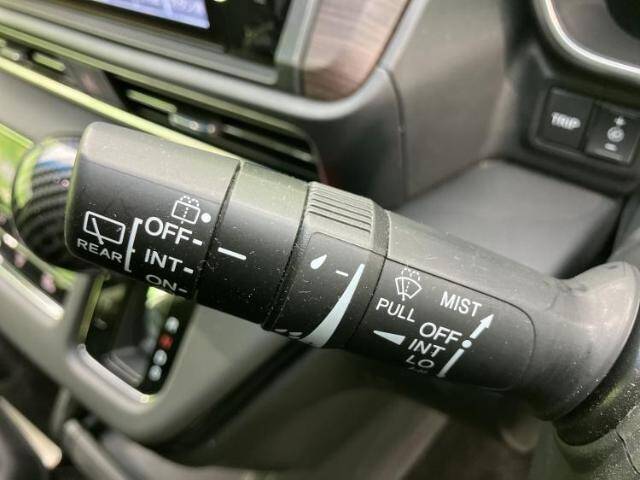 TRIP
REAR
OFF-
INT-
ON-
PULL
MIST
OFF
INT
LO